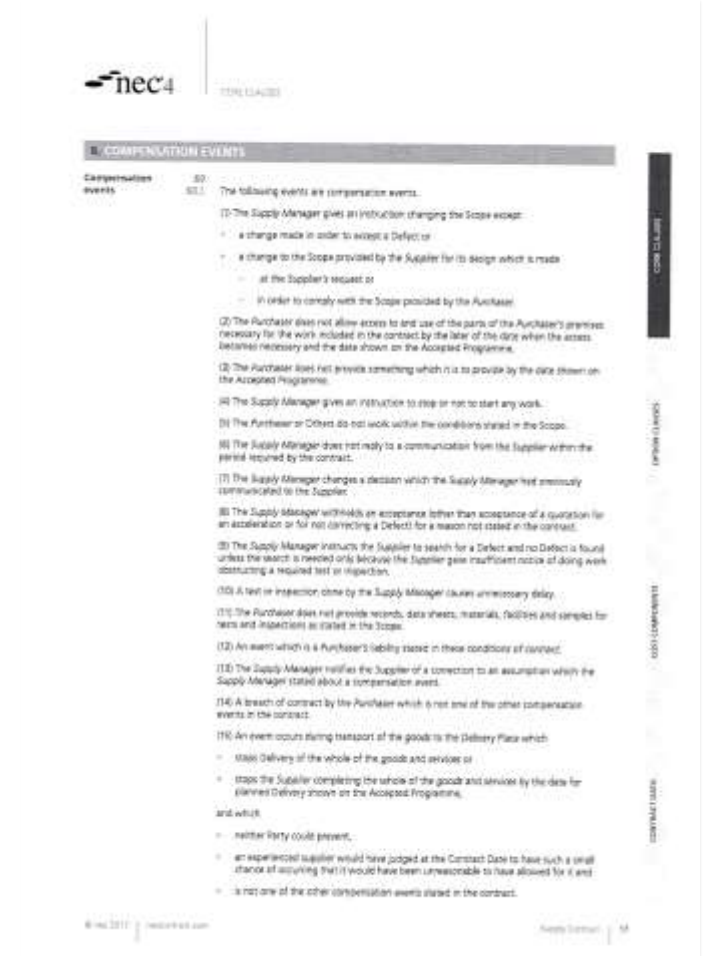 nec4
CORE CLAUSES
6. COMPENSATION EVENTS
Compensation 60
events 60.1 The following events are compensation events.
(1) The Supply Manager gives an instruction changing the Scope except
• a change made in order to accept a Defect or
• a change to the Scope provided by the Supplier for its design which is made
– at the Supplier's request or
– in order to comply with the Scope provided by the Purchaser.
(2) The Purchaser does not allow access to and use of the parts of the Purchaser's premises
necessary for the work included in the contract by the later of the date when the access
becomes necessary and the date shown on the Accepted Programme.
(3) The Purchaser does not provide something which it is to provide by the date shown on
the Accepted Programme.
(4) The Supply Manager gives an instruction to stop or not to start any work.
(5) The Purchaser or Others do not work within the conditions stated in the Scope.
(6) The Supply Manager does not reply to a communication from the Supplier within the
period required by the contract.
(7) The Supply Manager changes a decision which the Supply Manager had previously
communicated to the Supplier.
(8) The Supply Manager withholds an acceptance (other than acceptance of a quotation for
an acceleration or for not correcting a Defect) for a reason not stated in the contract.
(9) The Supply Manager instructs the Supplier to search for a Defect and no Defect is found
unless the search is needed only because the Supplier gave insufficient notice of doing work
obstructing a required test or inspection.
(10) A test or inspection done by the Supply Manager causes unnecessary delay.
(11) The Purchaser does not provide records, data sheets, materials, facilities and samples for
tests and inspections as stated in the Scope.
(12) An event which is a Purchaser's liability stated in these conditions of contract.
(13) The Supply Manager notifies the Supplier of a correction to an assumption which the
Supply Manager stated about a compensation event.
(14) A breach of contract by the Purchaser which is not one of the other compensation
events in the contract.
(15) An event occurs during transport of the goods to the Delivery Place which
• stops Delivery of the whole of the goods and services or
• stops the Supplier completing the whole of the goods and services by the date for
planned Delivery shown on the Accepted Programme,
and which
• neither Party could prevent,
• an experienced supplier would have judged at the Contract Date to have such a small
chance of occurring that it would have been unreasonable to have allowed for it and
• is not one of the other compensation events stated in the contract.
CORE CLAUSES
OPTION CLAUSES
COST COMPONENTS
CONTRACT DATA
© nec 2017 neccontract.com
Supply Contract